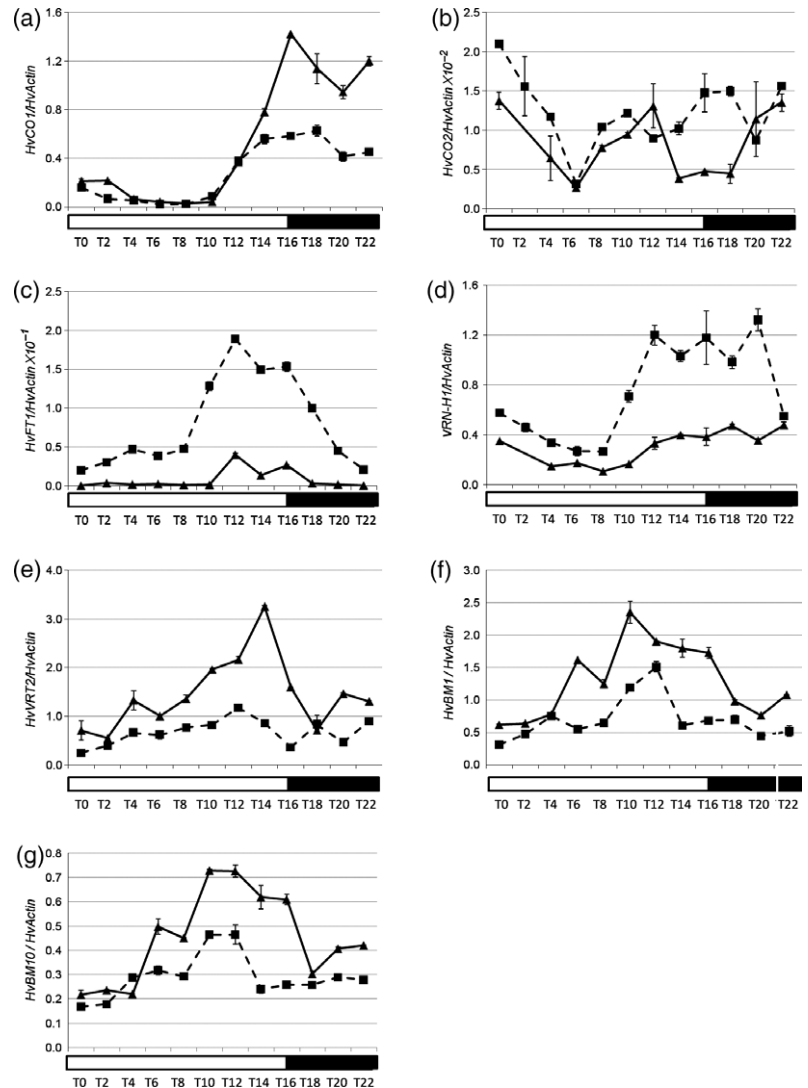 (a)
HvCO1/HvActin
1.6
1.2
0.8
0.4
0.0
T0 T2 T4 T6 T8 T10 T12 T14 T16 T18 T20 T22
(b)
HvCO2/HvActin X10⁻²
2.5
2.0
1.5
1.0
0.5
0.0
T0 T2 T4 T6 T8 T10 T12 T14 T16 T18 T20 T22
(c)
HvFT1/HvActin X10⁻¹
2.5
2.0
1.5
1.0
0.5
0.0
T0 T2 T4 T6 T8 T10 T12 T14 T16 T18 T20 T22
(d)
VRN-H1/HvActin
1.6
1.2
0.8
0.4
0.0
T0 T2 T4 T6 T8 T10 T12 T14 T16 T18 T20 T22
(e)
HvVRT2/HvActin
4.0
3.0
2.0
1.0
0.0
T0 T2 T4 T6 T8 T10 T12 T14 T16 T18 T20 T22
(f)
HvBM1 / HvActin
3.0
2.5
2.0
1.5
1.0
0.5
0.0
T0 T2 T4 T6 T8 T10 T12 T14 T16 T18 T20 T22
(g)
HvBM10 / HvActin
0.8
0.7
0.6
0.5
0.4
0.3
0.2
0.1
0.0
T0 T2 T4 T6 T8 T10 T12 T14 T16 T18 T20 T22